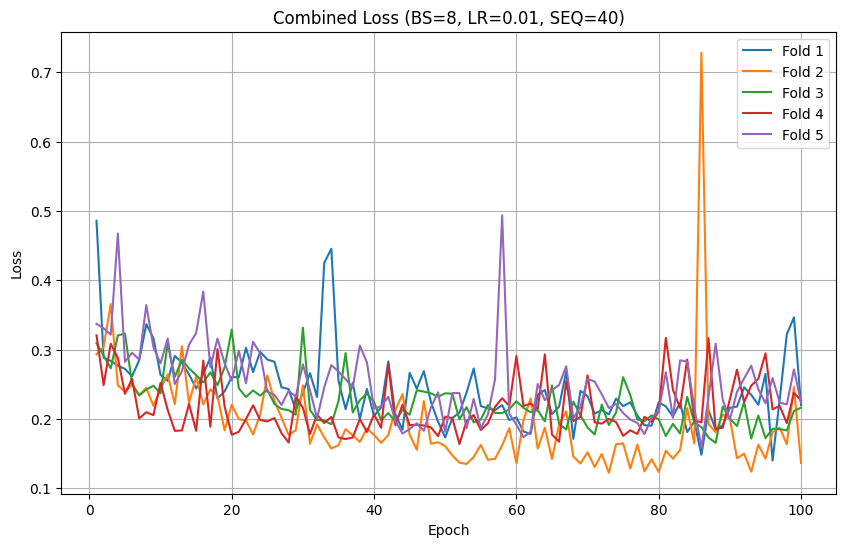 Combined Loss (BS=8, LR=0.01, SEQ=40)
Fold 1
Fold 2
Fold 3
Fold 4
Fold 5
Loss
0.7
0.6
0.5
0.4
0.3
0.2
0.1
0 20 40 60 80 100
Epoch